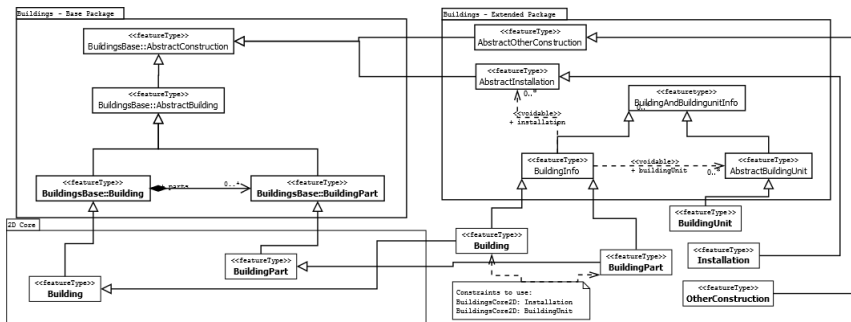 Buildings - Base Package
<<featureType>>
BuildingsBase::AbstractConstruction
<<featureType>>
BuildingsBase::AbstractBuilding
<<featureType>>
BuildingsBase::Building
+ parts
0..*
<<featureType>>
BuildingsBase::BuildingPart
Buildings - Extended Package
<<featureType>>
AbstractOtherConstruction
<<featureType>>
AbstractInstallation
0..*
<<voidable>>
+ installation
<<featuretype>>
BuildingAndBuildingunitInfo
0..
<<featureType>>
BuildingInfo
<<voidable>>
+ buildingUnit
0..*
<<featureType>>
AbstractBuildingUnit
<<featureType>>
BuildingUnit
2D Core
<<featureType>>
Building
<<featureType>>
BuildingPart
<<featureType>>
Building
<<featureType>>
BuildingPart
<<featureType>>
Installation
<<featureType>>
OtherConstruction
Constraints to use:
BuildingsCore2D: Installation
BuildingsCore2D: BuildingUnit